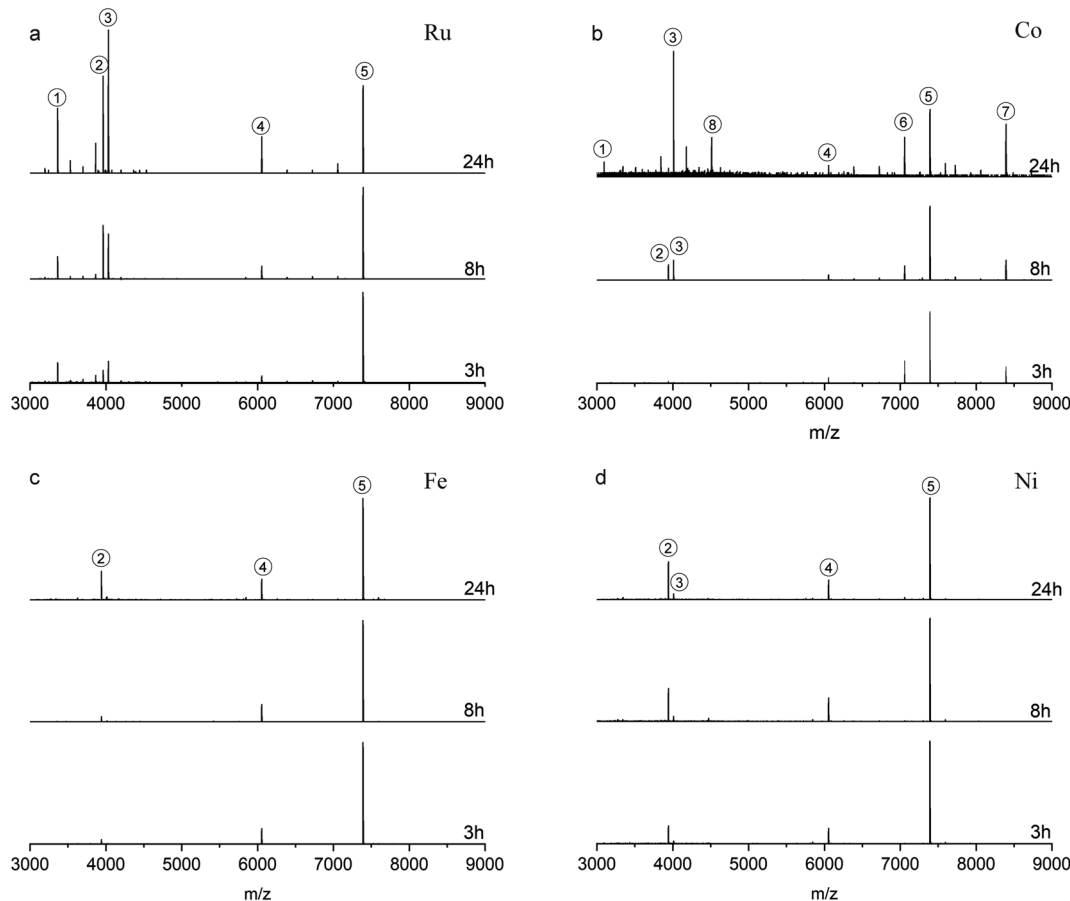 a Ru
① ② ③ ④ ⑤
24h
8h
3h
3000 4000 5000 6000 7000 8000 9000
b Co
① ③ ⑧ ④ ⑥ ⑤ ⑦
24h
② ③
8h
3h
3000 4000 5000 6000 7000 8000 9000
m/z
c Fe
② ④ ⑤
24h
8h
3h
3000 4000 5000 6000 7000 8000 9000
m/z
d Ni
② ③ ④ ⑤
24h
8h
3h
3000 4000 5000 6000 7000 8000 9000
m/z